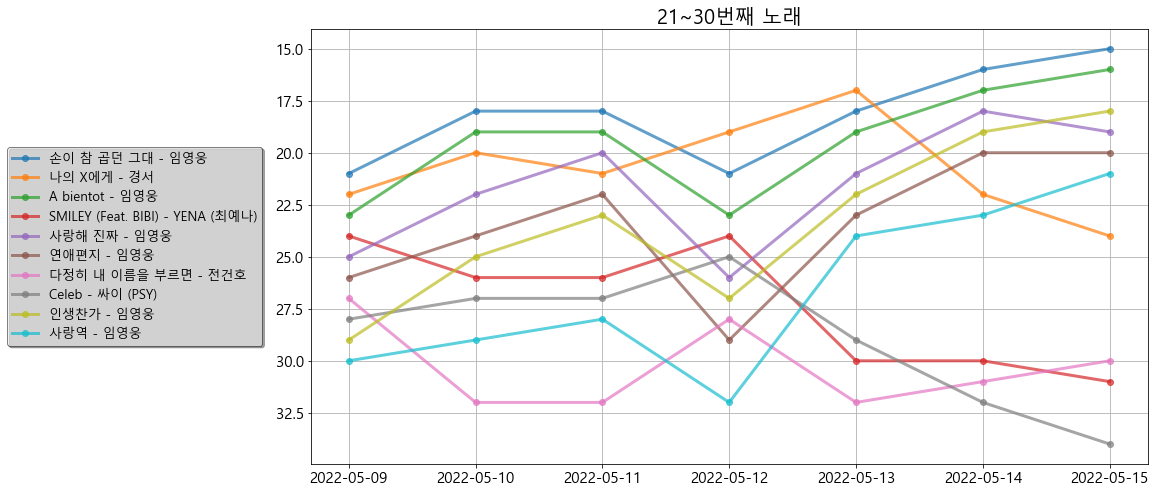 21~30번째 노래
손이 참 곱던 그대 - 임영웅
나의 X에게 - 경서
A bientot - 임영웅
SMILEY (Feat. BIBI) - YENA (최예나)
사랑해 진짜 - 임영웅
연애편지 - 임영웅
다정히 내 이름을 부르면 - 전건호
Celeb - 싸이 (PSY)
인생찬가 - 임영웅
사랑역 - 임영웅
15.0
17.5
20.0
22.5
25.0
27.5
30.0
32.5
2022-05-09 2022-05-10 2022-05-11 2022-05-12 2022-05-13 2022-05-14 2022-05-15